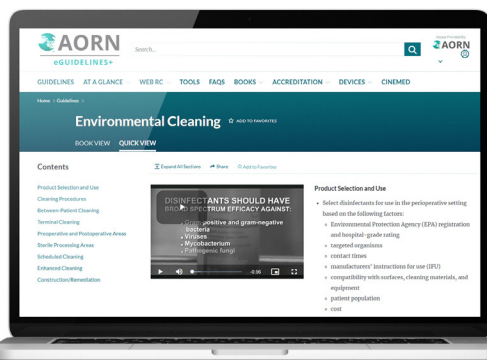 AORN
eGUIDELINES+
Search...
AORN
GUIDELINES AT A GLANCE WEB RC TOOLS FAQS BOOKS ACCREDITATION DEVICES CINEMED
Home > Guidelines >
Environmental Cleaning ☆ ADD TO FAVORITES
BOOK VIEW QUICK VIEW
Contents
Product Selection and Use
Cleaning Procedures
Between-Patient Cleaning
Terminal Cleaning
Preoperative and Postoperative Areas
Sterile Processing Areas
Scheduled Cleaning
Enhanced Cleaning
Construction/Remediation
Expand All Sections Share Add to Favorites
DISINFECTANTS SHOULD HAVE
BROAD SPECTRUM EFFICACY AGAINST:
• Gram positive and gram-negative
bacteria
• Viruses
• Mycobacterium
• Pathogenic fungi
-0:56
Product Selection and Use
• Select disinfectants for use in the perioperative setting
based on the following factors:
◦ Environmental Protection Agency (EPA) registration
and hospital-grade rating
◦ targeted organisms
◦ contact times
◦ manufacturers' instructions for use (IFU)
◦ compatibility with surfaces, cleaning materials, and
equipment
◦ patient population
◦ cost